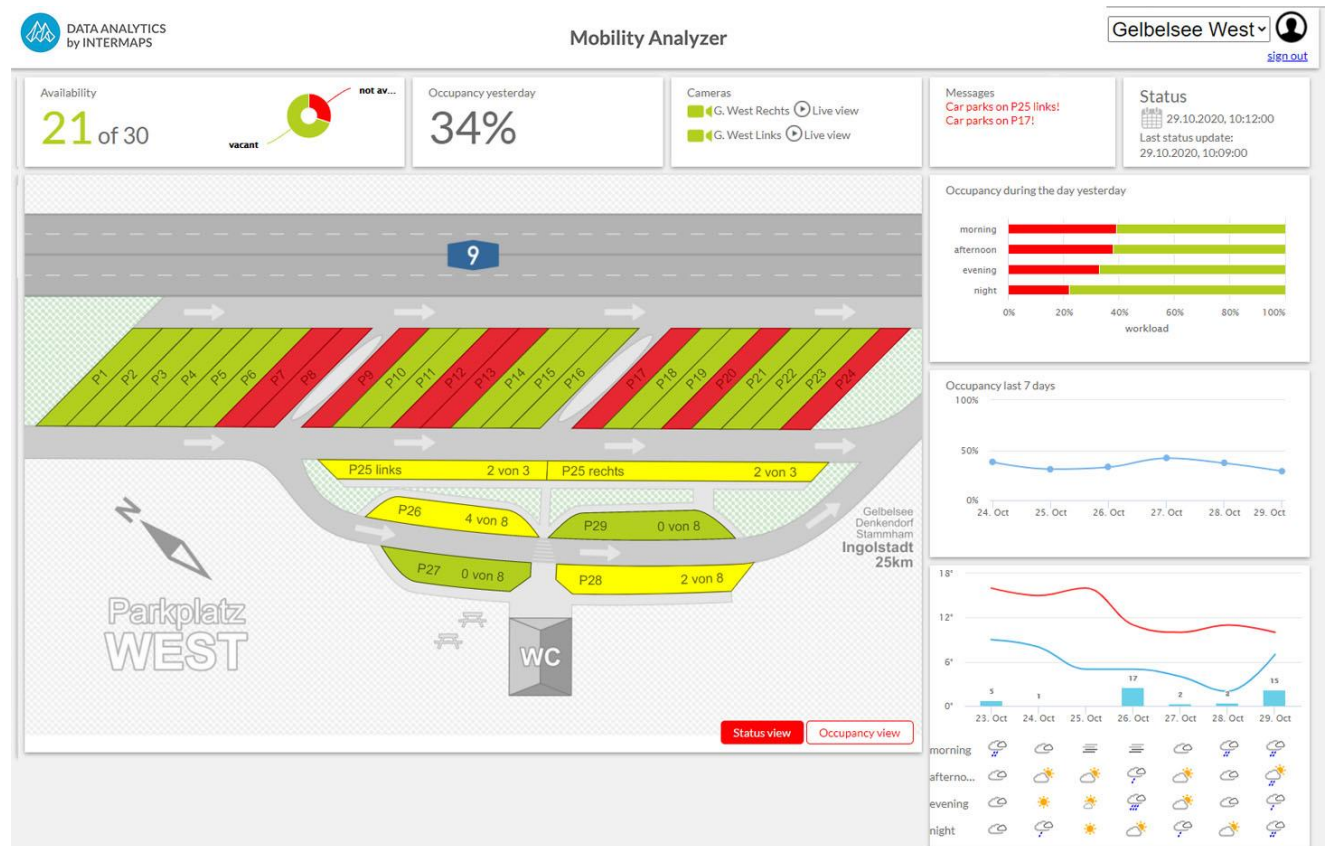 DATA ANALYTICS
by INTERMAPS
Mobility Analyzer
Gelbelsee West
sign out
Availability
21 of 30
not av...
vacant
Occupancy yesterday
34%
Cameras
G. West Rechts Live view
G. West Links Live view
Messages
Car parks on P25 links!
Car parks on P17!
Status
29.10.2020, 10:12:00
Last status update:
29.10.2020, 10:09:00
9
P1 P2 P3 P4 P5 P6 P7 P8 P9 P10 P11 P12 P13 P14 P15 P16 P17 P18 P19 P20 P21 P22 P23 P24
P25 links 2 von 3 P25 rechts 2 von 3
P26 4 von 8 P29 0 von 8
P27 0 von 8 P28 2 von 8
N
Gelbelsee
Denkendorf
Stammham
Ingolstadt
25km
Parkplatz
WEST
WC
Status view Occupancy view
Occupancy during the day yesterday
morning
afternoon
evening
night
0% 20% 40% 60% 80% 100%
workload
Occupancy last 7 days
100%
50%
0%
24. Oct 25. Oct 26. Oct 27. Oct 28. Oct 29. Oct
18°
12°
6°
0°
5 1 17 2 4 15
23. Oct 24. Oct 25. Oct 26. Oct 27. Oct 28. Oct 29. Oct
morning
afterno...
evening
night